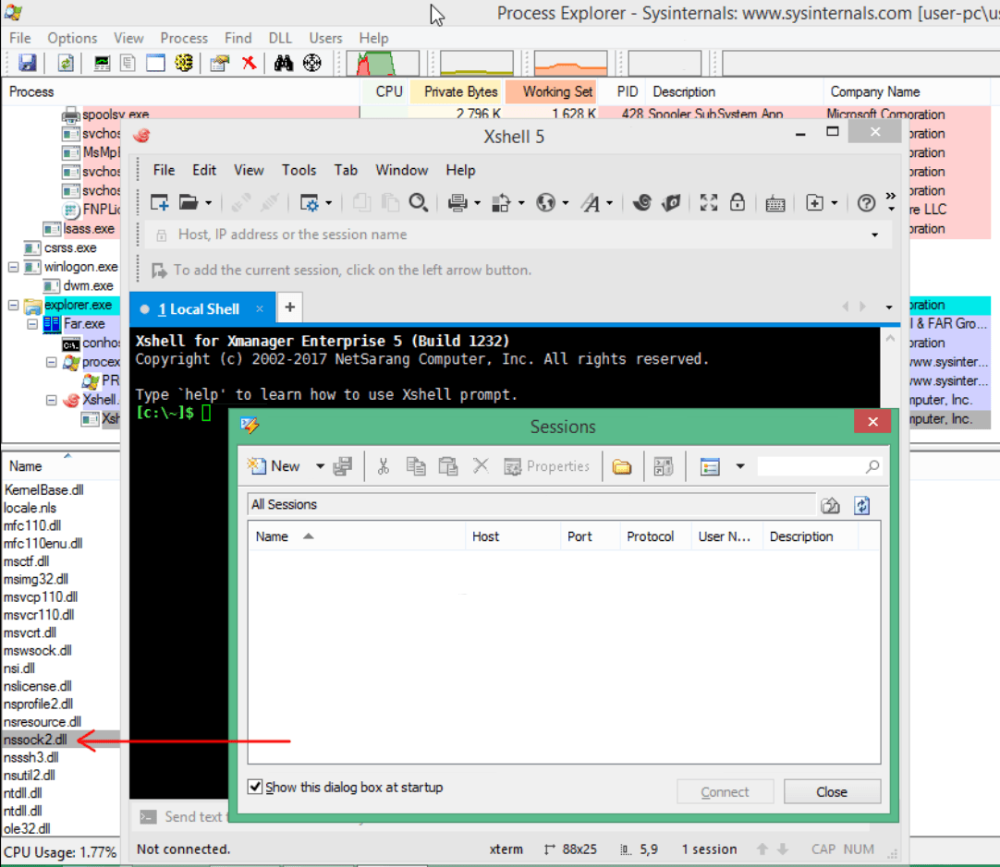 Process Explorer - Sysinternals: www.sysinternals.com [user-pc\us
File Options View Process Find DLL Users Help
Process CPU Private Bytes Working Set PID Description Company Name
spoolsv.exe 2,796 K 1,628 K 428 Spooler SubSystem App Microsoft Corporation
svchos
MsMpE
svchos
svchos
FNPLic
lsass.exe
csrss.exe
winlogon.exe
dwm.exe
explorer.exe
Far.exe
conhos
procex
PR
Xshell.
Xsh
oration
oration
oration
oration
re LLC
oration
oration
l & FAR Gro...
oration
www.sysinter...
www.sysinter...
mputer, Inc.
mputer, Inc.
Name
KernelBase.dll
locale.nls
mfc110.dll
mfc110enu.dll
msctf.dll
msimg32.dll
msvcp110.dll
msvcr110.dll
msvcrt.dll
mswsock.dll
nsi.dll
nslicense.dll
nsprofile2.dll
nsresource.dll
nssock2.dll
nsssh3.dll
nsutil2.dll
ntdll.dll
ntdll.dll
ole32.dll
CPU Usage: 1.77%
Xshell 5
File Edit View Tools Tab Window Help
Host, IP address or the session name
To add the current session, click on the left arrow button.
1 Local Shell × +
Xshell for Xmanager Enterprise 5 (Build 1232)
Copyright (c) 2002-2017 NetSarang Computer, Inc. All rights reserved.
Type `help' to learn how to use Xshell prompt.
[c:\~]$
Sessions
New Properties
All Sessions
Name Host Port Protocol User N... Description
Show this dialog box at startup
Connect Close
Send text t
Not connected. xterm 88x25 5,9 1 session CAP NUM